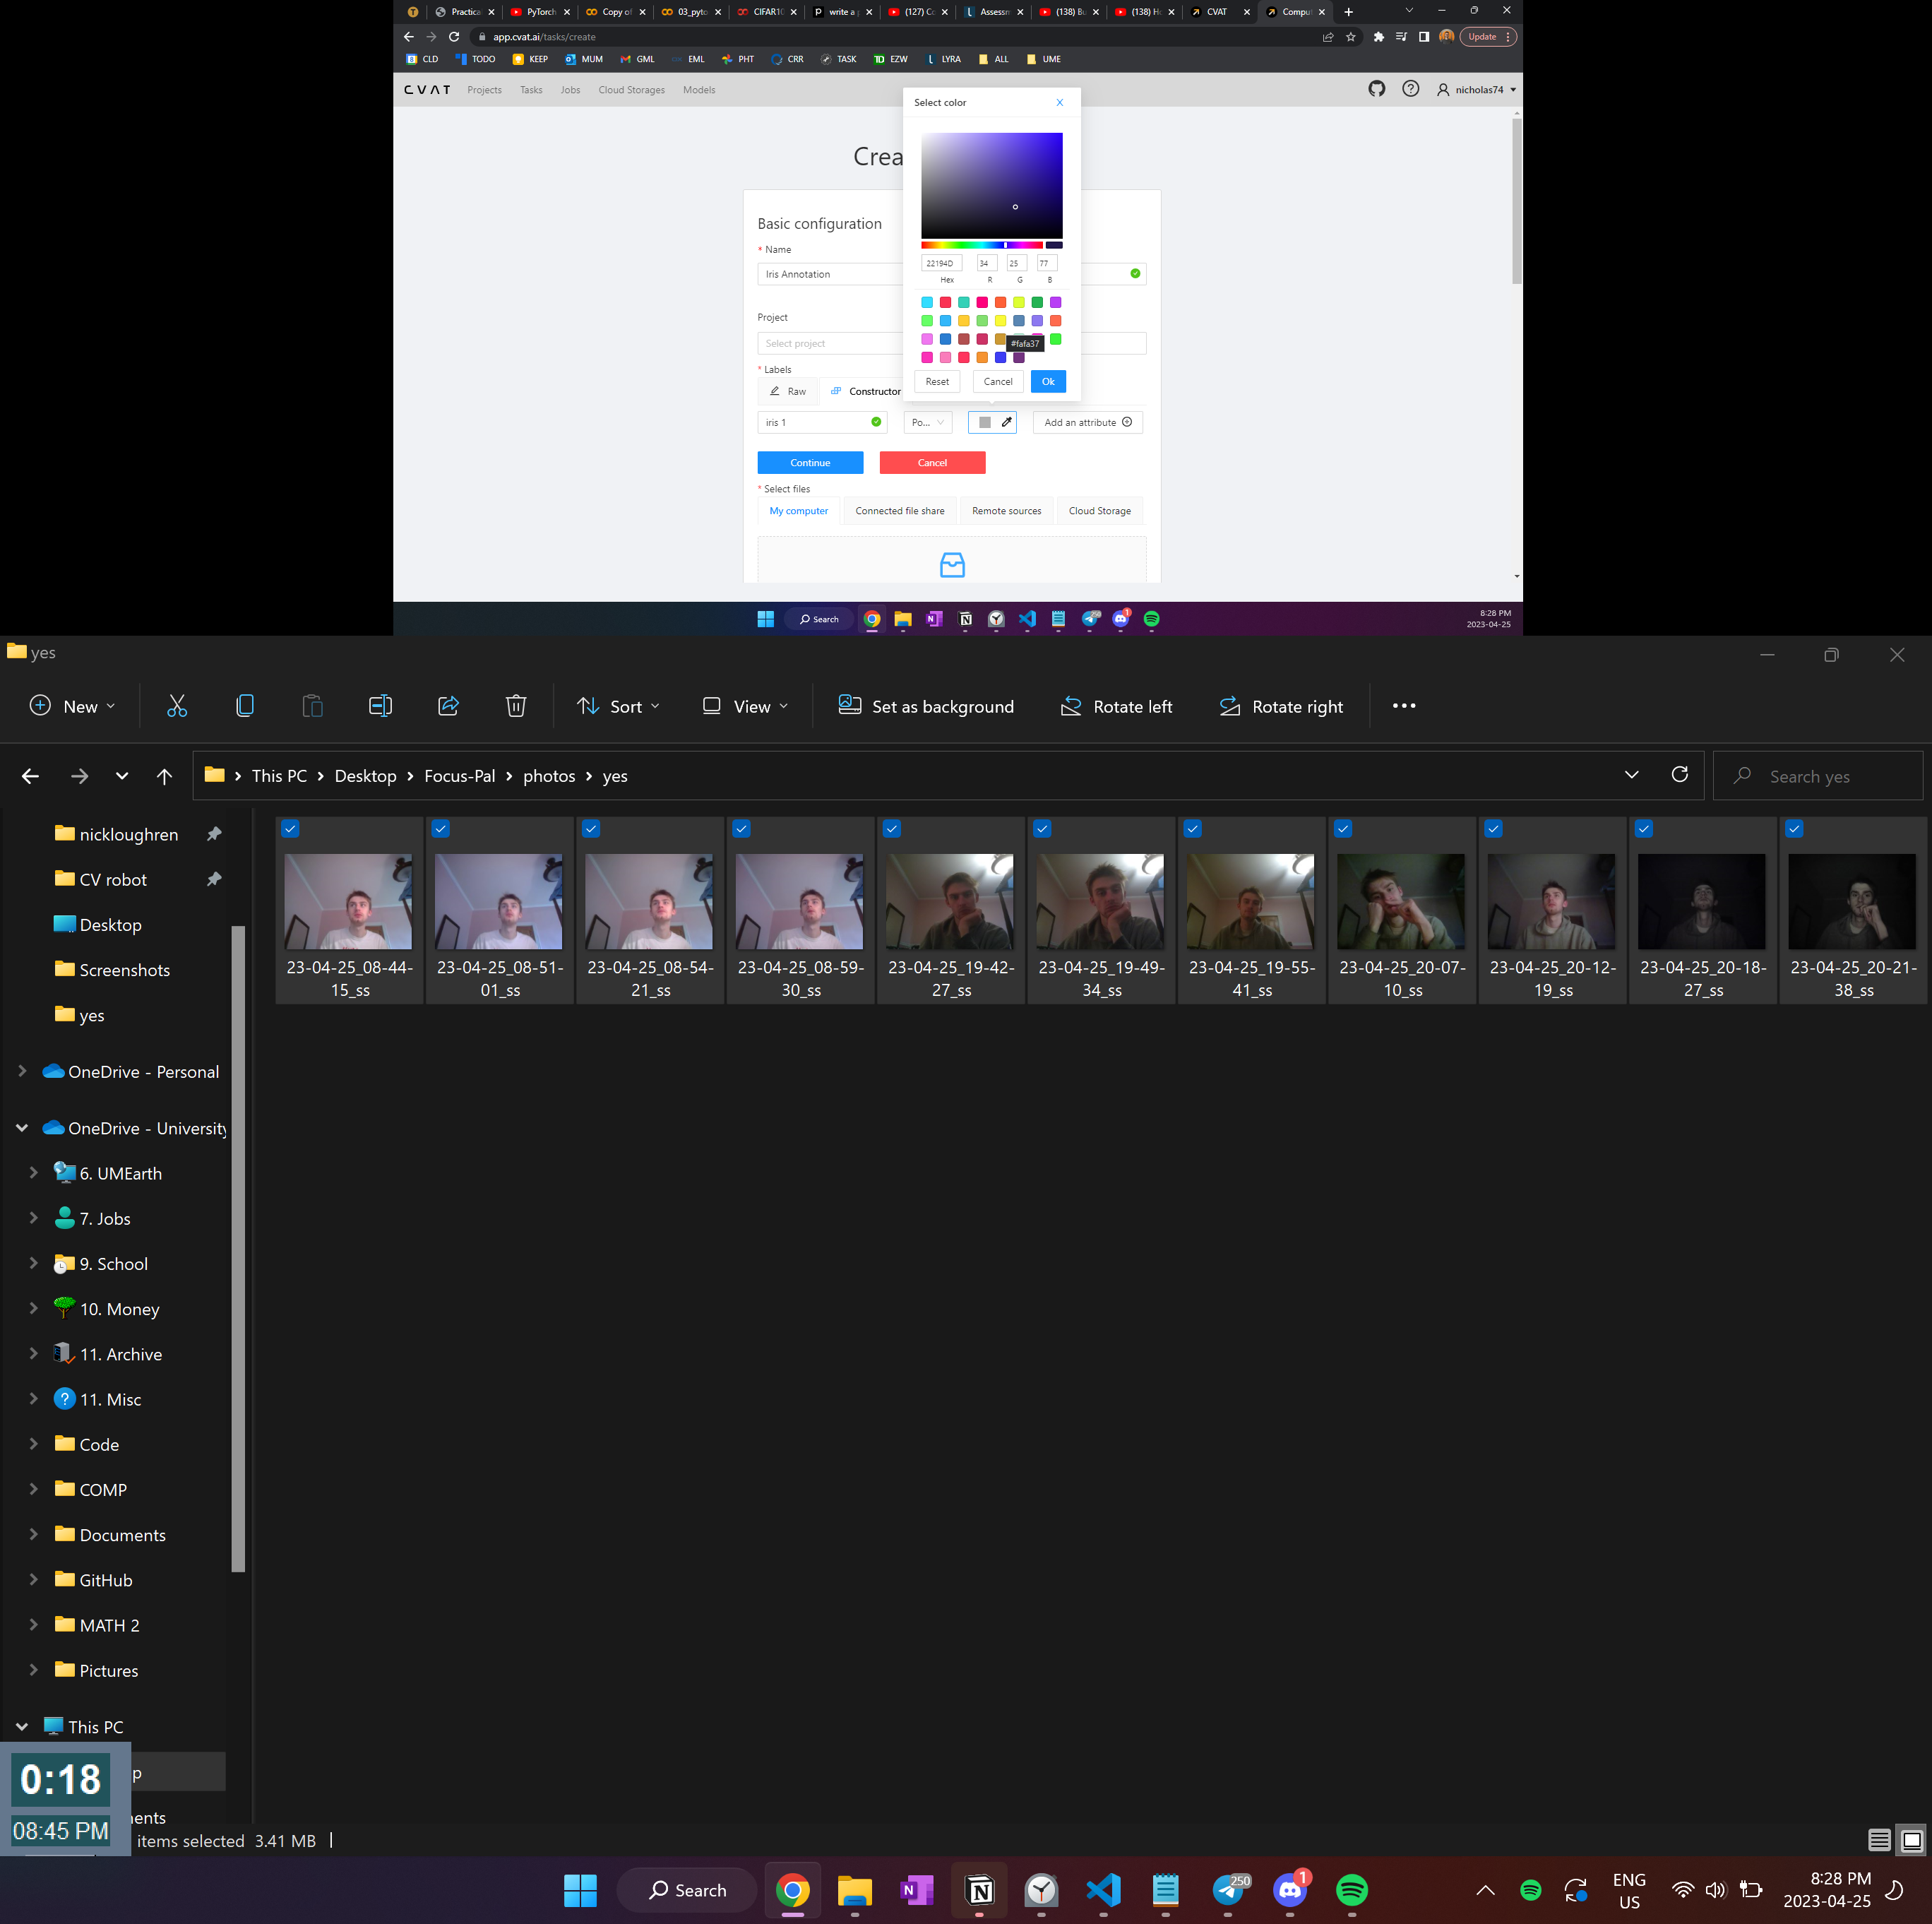 Practica
PyTorch
Copy of
03_pyto
CIFAR10
write a p
(127) Co
Assessm
(138) Bu
(138) Ho
CVAT
Comput
app.cvat.ai/tasks/create
Update
CLD
TODO
KEEP
MUM
GML
EML
PHT
CRR
TASK
EZW
LYRA
ALL
UME
CVAT
Projects
Tasks
Jobs
Cloud Storages
Models
nicholas74
Select color
Crea
Basic configuration
* Name
Iris Annotation
22194D
34
25
77
Hex
R
G
B
Project
Select project
#fafa37
* Labels
Raw
Constructor
Reset
Cancel
Ok
iris 1
Po...
Add an attribute
Continue
Cancel
* Select files
My computer
Connected file share
Remote sources
Cloud Storage
Search
1
8:28 PM
2023-04-25
yes
New
Sort
View
Set as background
Rotate left
Rotate right
This PC
Desktop
Focus-Pal
photos
yes
Search yes
nickloughren
CV robot
Desktop
Screenshots
yes
OneDrive - Personal
OneDrive - University
6. UMEarth
7. Jobs
9. School
10. Money
11. Archive
11. Misc
Code
COMP
Documents
GitHub
MATH 2
Pictures
This PC
p
ents
23-04-25_08-44-
15_ss
23-04-25_08-51-
01_ss
23-04-25_08-54-
21_ss
23-04-25_08-59-
30_ss
23-04-25_19-42-
27_ss
23-04-25_19-49-
34_ss
23-04-25_19-55-
41_ss
23-04-25_20-07-
10_ss
23-04-25_20-12-
19_ss
23-04-25_20-18-
27_ss
23-04-25_20-21-
38_ss
0:18
08:45 PM
items selected 3.41 MB
Search
250
1
ENG
US
8:28 PM
2023-04-25